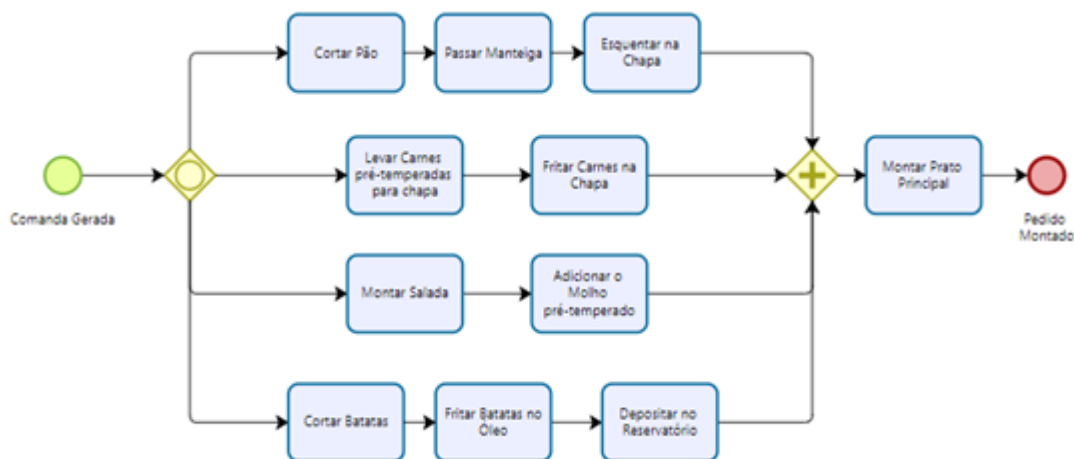 Cortar Pão
Passar Manteiga
Esquentar na
Chapa
Comanda Gerada
Levar Carnes
pré-temperadas
para chapa
Fritar Carnes na
Chapa
Montar Prato
Principal
Pedido
Montado
Montar Salada
Adicionar o
Molho
pré-temperado
Cortar Batatas
Fritar Batatas no
Óleo
Depositar no
Reservatório